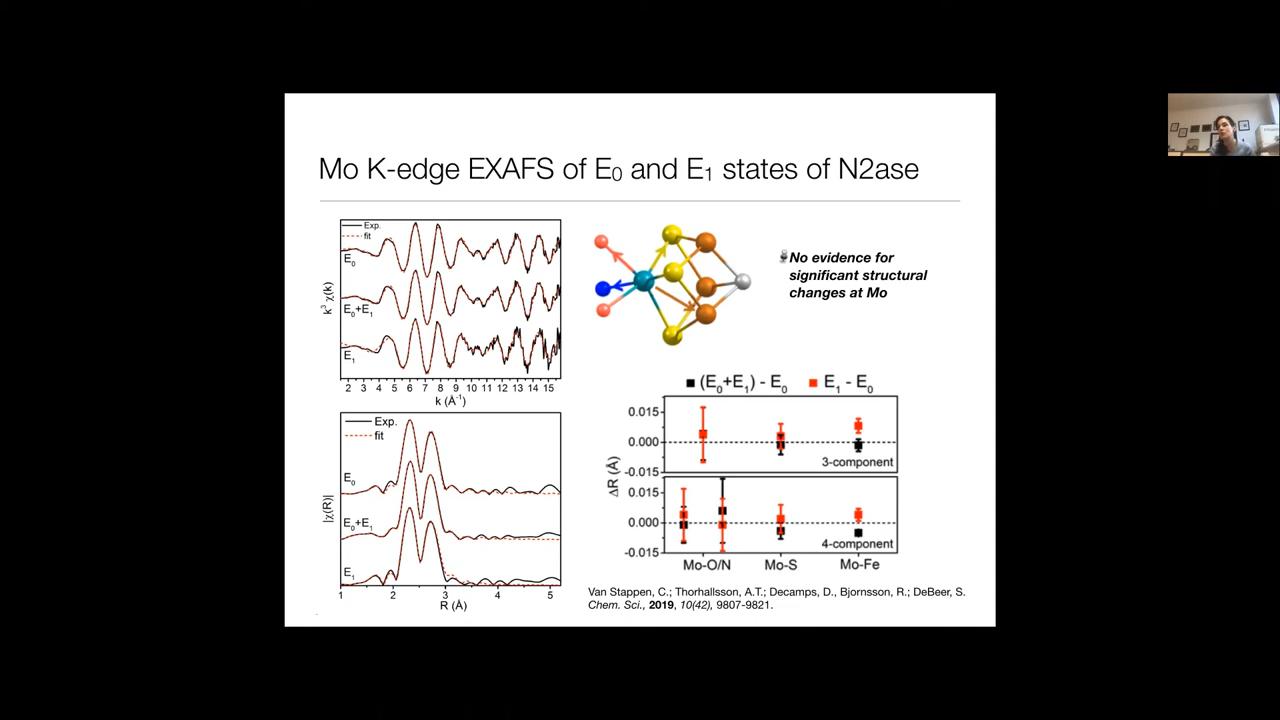 Mo K-edge EXAFS of E0 and E1 states of N2ase
Exp.
fit
E0
E0+E1
E1
k3 χ(k)
2 3 4 5 6 7 8 9 10 11 12 13 14 15
k (Å-1)
Exp.
fit
E0
E0+E1
E1
|χ(R)|
1 2 3 4 5
R (Å)
No evidence for
significant structural
changes at Mo
(E0+E1) - E0 E1 - E0
0.015
0.000
-0.015
3-component
ΔR (Å)
0.015
0.000
-0.015
4-component
Mo-O/N Mo-S Mo-Fe
Van Stappen, C.; Thorhallsson, A.T.; Decamps, D., Bjornsson, R.; DeBeer, S.
Chem. Sci., 2019, 10(42), 9807-9821.